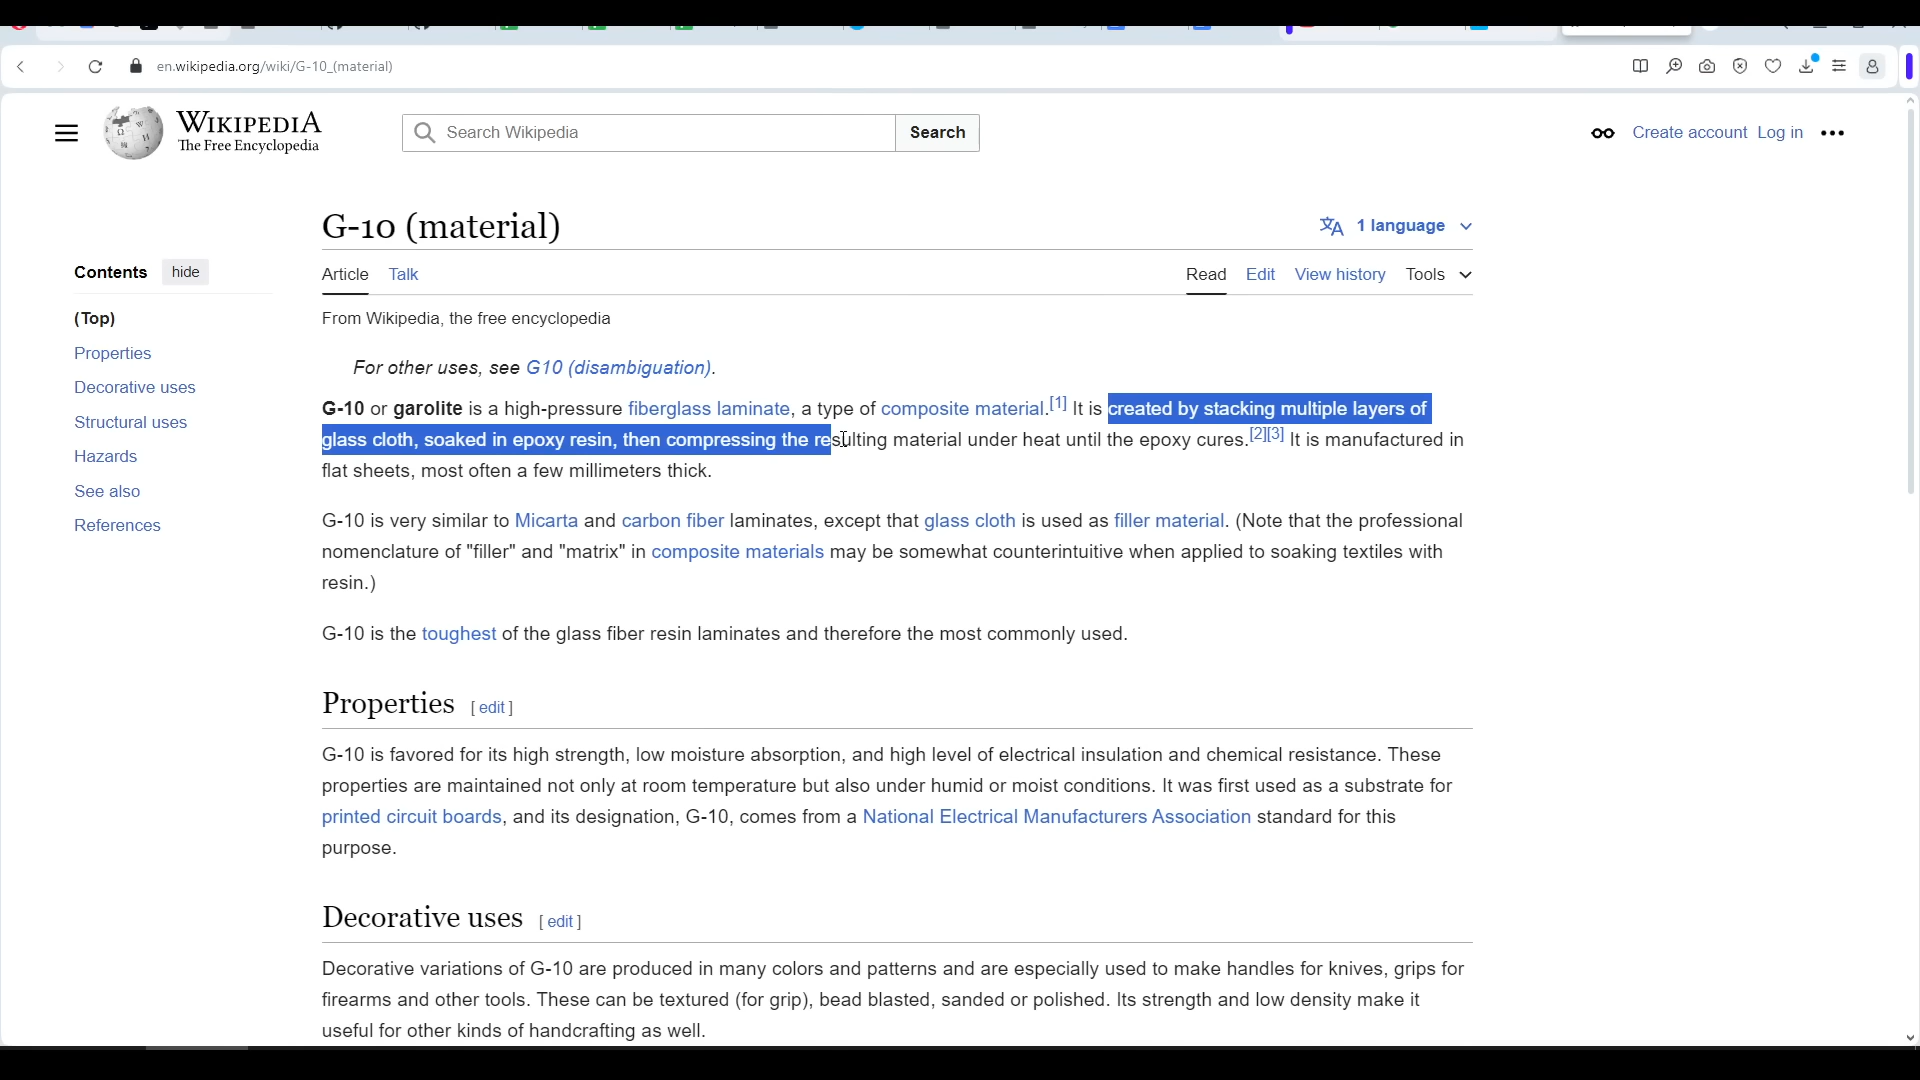 en.wikipedia.org/wiki/G-10_(material)
WIKIPEDIA
The Free Encyclopedia
Search Wikipedia
Search
Create account Log in
G-10 (material)
1 language
Contents hide
Article Talk
Read Edit View history Tools
(Top)
Properties
Decorative uses
Structural uses
Hazards
See also
References
From Wikipedia, the free encyclopedia
For other uses, see G10 (disambiguation).
G-10 or garolite is a high-pressure fiberglass laminate, a type of composite material.[1] It is created by stacking multiple layers of
glass cloth, soaked in epoxy resin, then compressing the resulting material under heat until the epoxy cures.[2][3] It is manufactured in
flat sheets, most often a few millimeters thick.
G-10 is very similar to Micarta and carbon fiber laminates, except that glass cloth is used as filler material. (Note that the professional
nomenclature of "filler" and "matrix" in composite materials may be somewhat counterintuitive when applied to soaking textiles with
resin.)
G-10 is the toughest of the glass fiber resin laminates and therefore the most commonly used.
Properties [ edit ]
G-10 is favored for its high strength, low moisture absorption, and high level of electrical insulation and chemical resistance. These
properties are maintained not only at room temperature but also under humid or moist conditions. It was first used as a substrate for
printed circuit boards, and its designation, G-10, comes from a National Electrical Manufacturers Association standard for this
purpose.
Decorative uses [ edit ]
Decorative variations of G-10 are produced in many colors and patterns and are especially used to make handles for knives, grips for
firearms and other tools. These can be textured (for grip), bead blasted, sanded or polished. Its strength and low density make it
useful for other kinds of handcrafting as well.